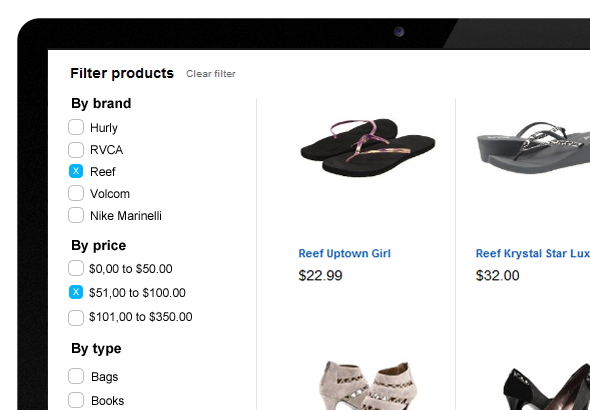 Filter products Clear filter
By brand
Hurly
RVCA
x Reef
Volcom
Nike Marinelli
By price
$0,00 to $50.00
x $51,00 to $100.00
$101,00 to $350.00
By type
Bags
Books
Reef Uptown Girl
$22.99
Reef Krystal Star Lux
$32.00